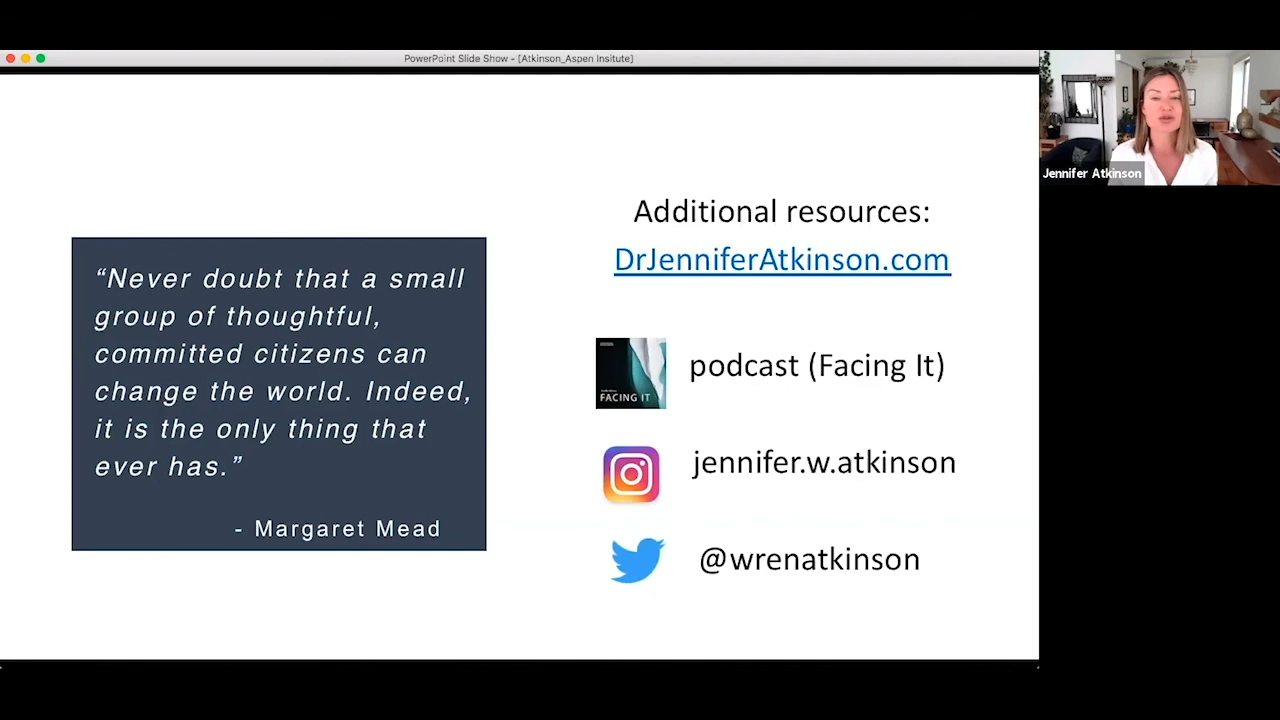 PowerPoint Slide Show - [Atkinson_Aspen Insitute]
“Never doubt that a small
group of thoughtful,
committed citizens can
change the world. Indeed,
it is the only thing that
ever has.”
- Margaret Mead
Additional resources:
DrJenniferAtkinson.com
FACING IT
podcast (Facing It)
jennifer.w.atkinson
@wrenatkinson
Jennifer Atkinson